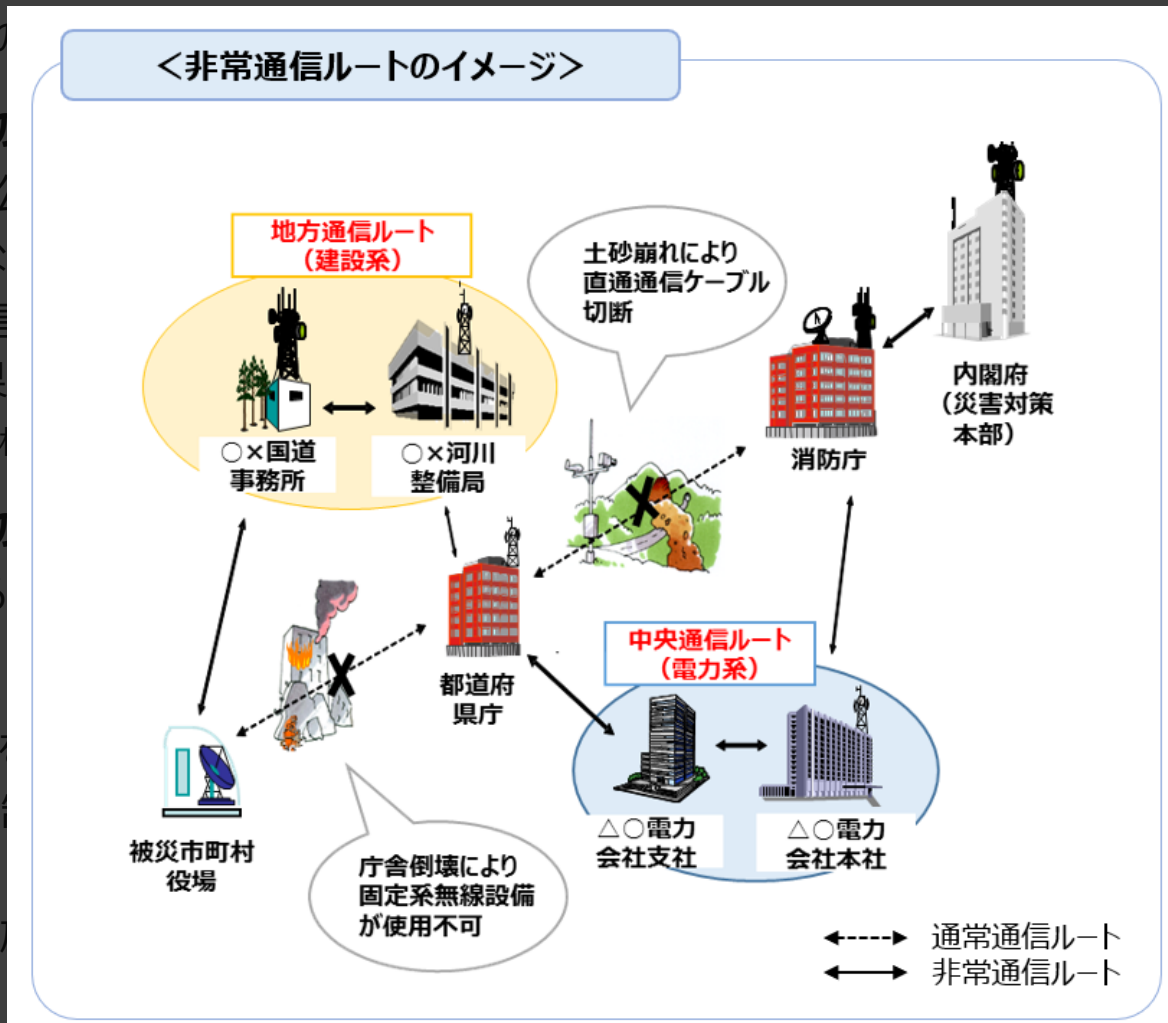 <非常通信ルートのイメージ>
地方通信ルート
（建設系）
土砂崩れにより
直通通信ケーブル
切断
内閣府
（災害対策
本部）
○×国道
事務所
○×河川
整備局
消防庁
中央通信ルート
（電力系）
都道府
県庁
被災市町村
役場
庁舎倒壊により
固定系無線設備
が使用不可
△○電力
会社支社
△○電力
会社本社
通常通信ルート
非常通信ルート